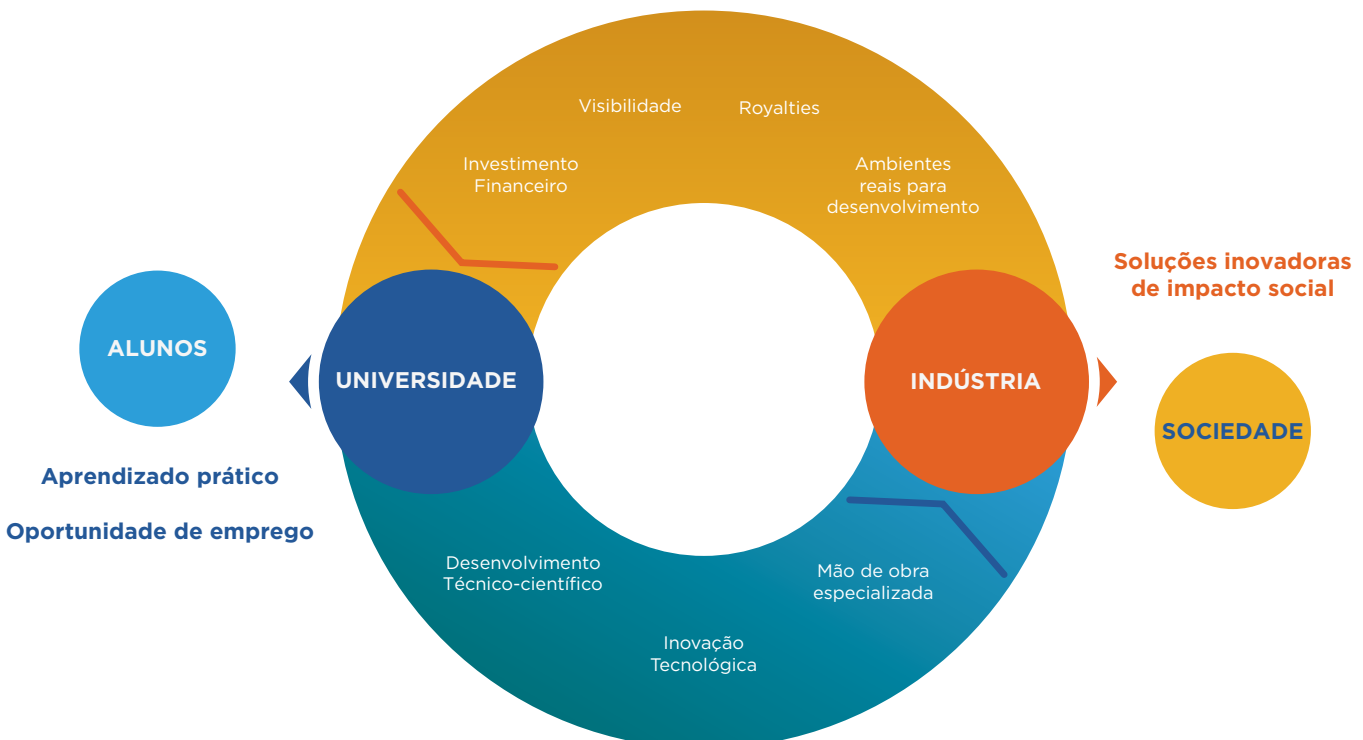 Visibilidade
Royalties
Investimento
Financeiro
Ambientes
reais para
desenvolvimento
Soluções inovadoras
de impacto social
ALUNOS
UNIVERSIDADE
INDÚSTRIA
SOCIEDADE
Aprendizado prático
Oportunidade de emprego
Desenvolvimento
Técnico-científico
Mão de obra
especializada
Inovação
Tecnológica